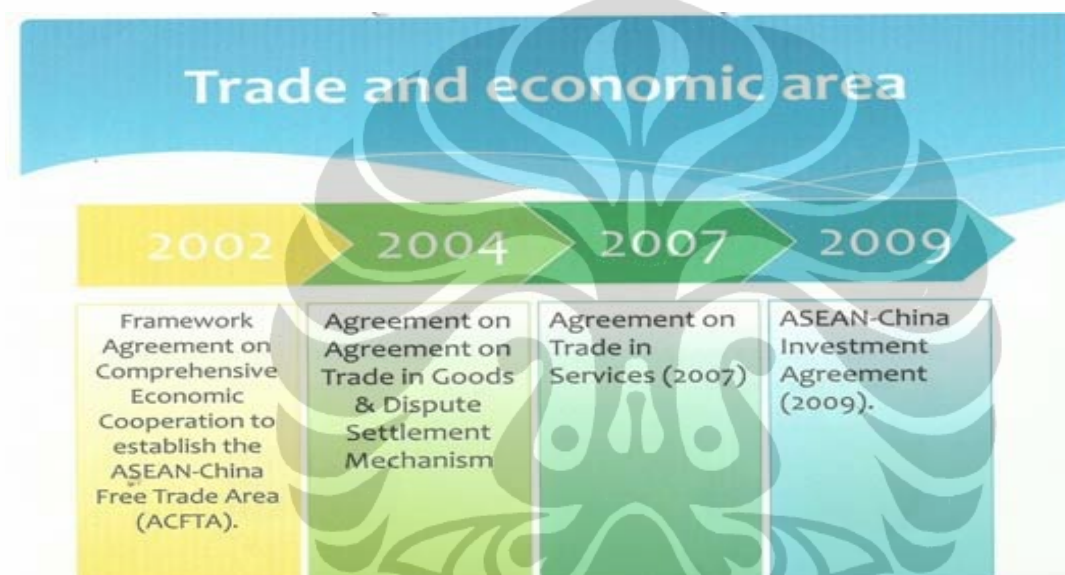 Trade and economic area
2002
2004
2007
2009
Framework
Agreement on
Comprehensive
Economic
Cooperation to
establish the
ASEAN-China
Free Trade Area
(ACFTA).
Agreement on
Agreement on
Trade in Goods
& Dispute
Settlement
Mechanism
Agreement on
Trade in
Services (2007)
ASEAN-China
Investment
Agreement
(2009).